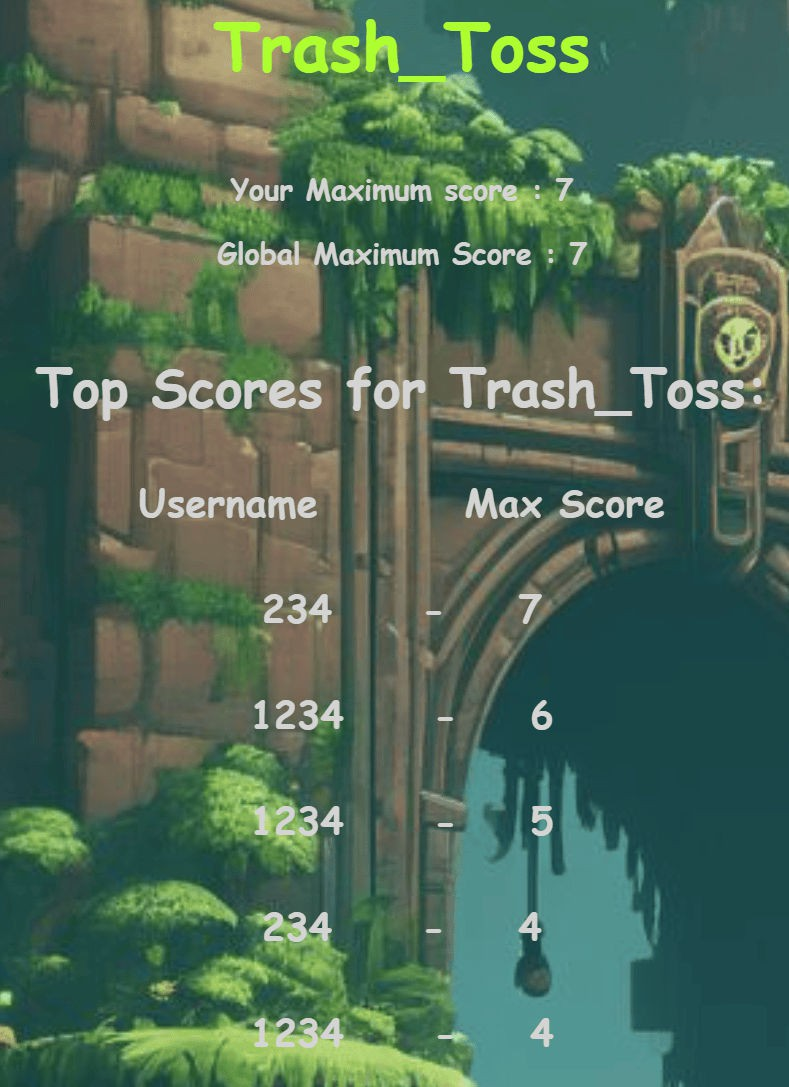 Trash_Toss
Your Maximum score : 7
Global Maximum Score : 7
Top Scores for Trash_Toss:
Username Max Score
234 - 7
1234 - 6
1234 - 5
234 - 4
1234 - 4